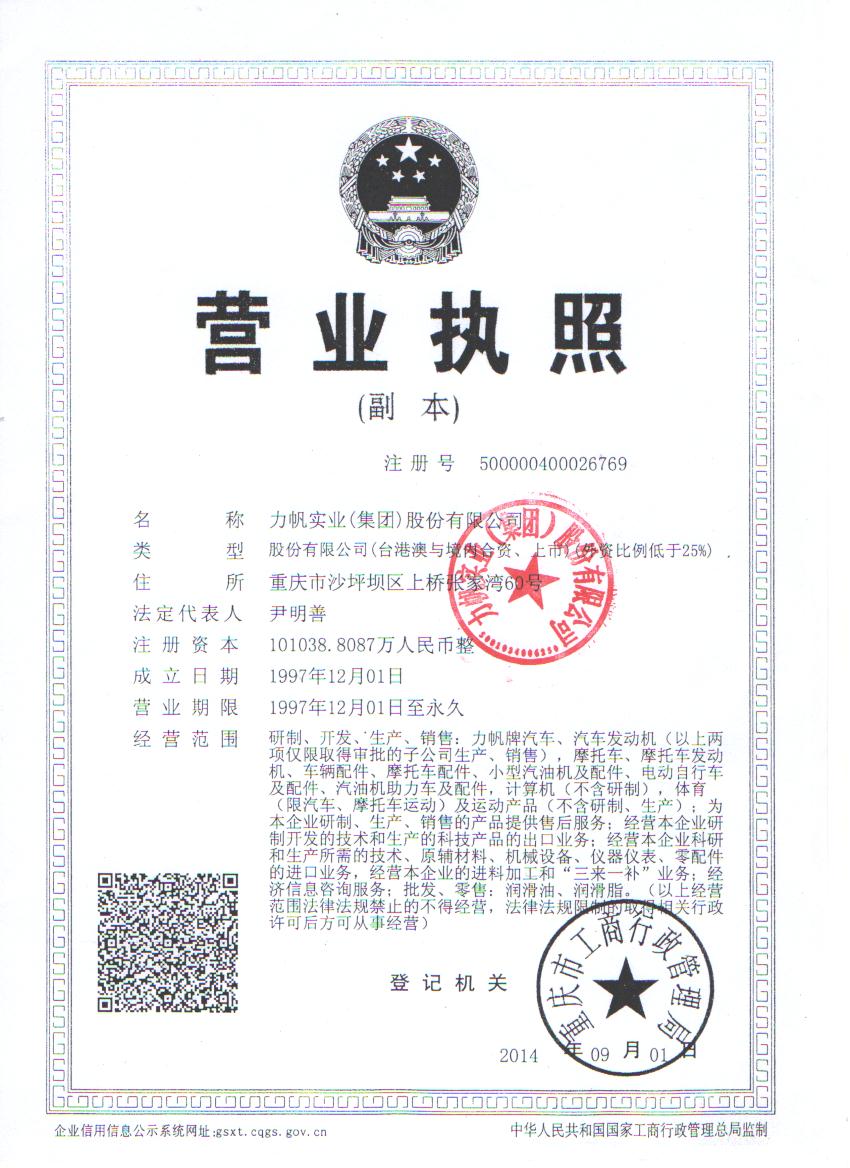 营业执照
(副 本)
注册号 500000400026769
名称 力帆实业(集团)股份有限公司
类型 股份有限公司(台港澳与境内合资、上市)(外资比例低于25%)
住所 重庆市沙坪坝区上桥张家湾60号
法定代表人 尹明善
注册资本 101038.8087万人民币整
成立日期 1997年12月01日
营业期限 1997年12月01日至永久
经营范围 研制、开发、生产、销售：力帆牌汽车、汽车发动机（以上两
项仅限取得审批的子公司生产、销售），摩托车、摩托车发动
机、车辆配件、摩托车配件、小型汽油机及配件、电动自行车
及配件、汽油机助力车及配件，计算机（不含研制），体育
（限汽车、摩托车运动）及运动产品（不含研制、生产）；为
本企业研制、生产、销售的产品提供售后服务；经营本企业研
制开发的技术和生产的科技产品的出口业务；经营本企业科研
和生产所需的技术、原辅材料、机械设备、仪器仪表、零配件
的进口业务，经营本企业的进料加工和“三来一补”业务；经
济信息咨询服务；批发、零售：润滑油、润滑脂。（以上经营
范围法律法规禁止的不得经营，法律法规限制的取得相关行政
许可后方可从事经营）
力帆实业（集团）股份有限公司
登记机关
重庆市工商行政管理局
2014 年 09 月 01 日
企业信用信息公示系统网址:gsxt.cqgs.gov.cn
中华人民共和国国家工商行政管理总局监制